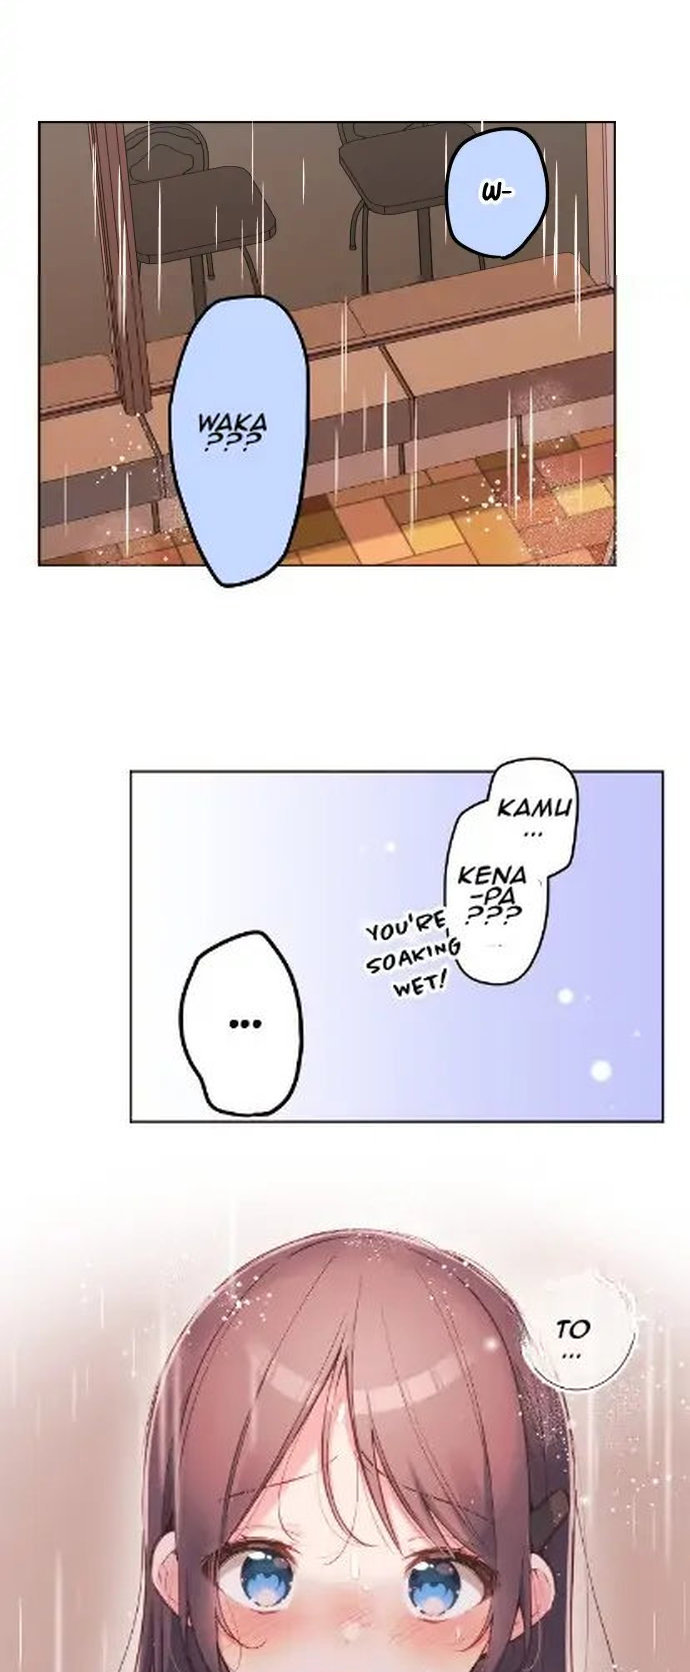 W-
WAKA
???
KAMU
...
KENA
-PA
???
YOU'RE
SOAKING
WET!
...
TO
...